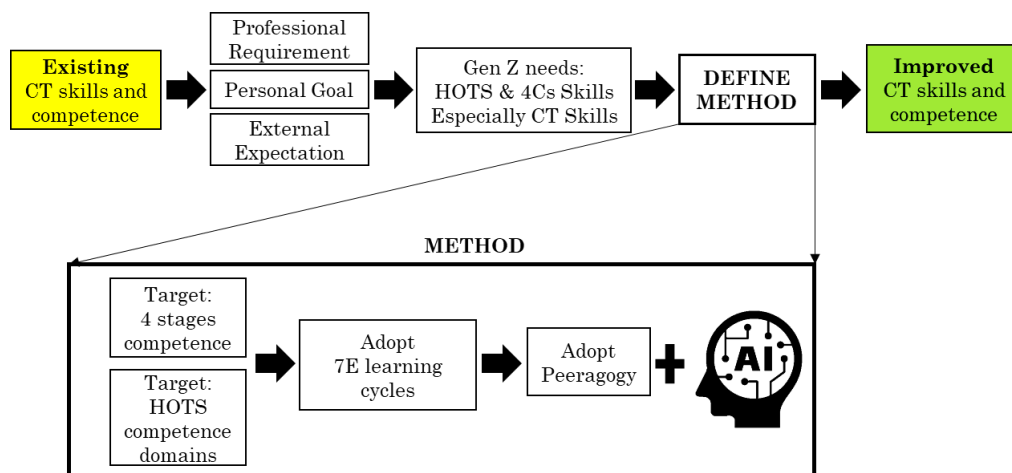 Professional
Requirement
Personal Goal
External
Expectation
Existing
CT skills and
competence
Gen Z needs:
HOTS & 4Cs Skills
Especially CT Skills
DEFINE
METHOD
Improved
CT skills and
competence
METHOD
Target:
4 stages
competence
Target:
HOTS
competence
domains
Adopt
7E learning
cycles
Adopt
Peeragogy
AI